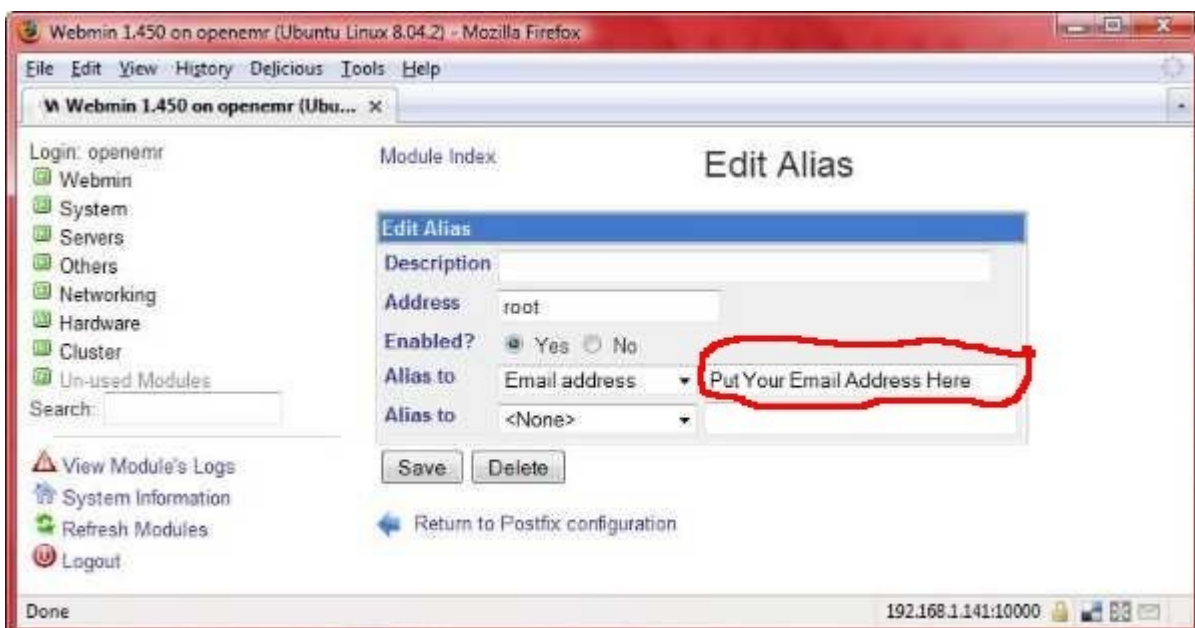 Webmin 1.450 on openemr (Ubuntu Linux 8.04.2) - Mozilla Firefox
File Edit View History Delicious Tools Help
Webmin 1.450 on openemr (Ubu...
Login: openemr
Webmin
System
Servers
Others
Networking
Hardware
Cluster
Un-used Modules
Search:
View Module's Logs
System Information
Refresh Modules
Logout
Module Index
Edit Alias
Edit Alias
Description
Address root
Enabled? Yes No
Alias to Email address Put Your Email Address Here
Alias to <None>
Save Delete
Return to Postfix configuration
Done 192.168.1.141:10000